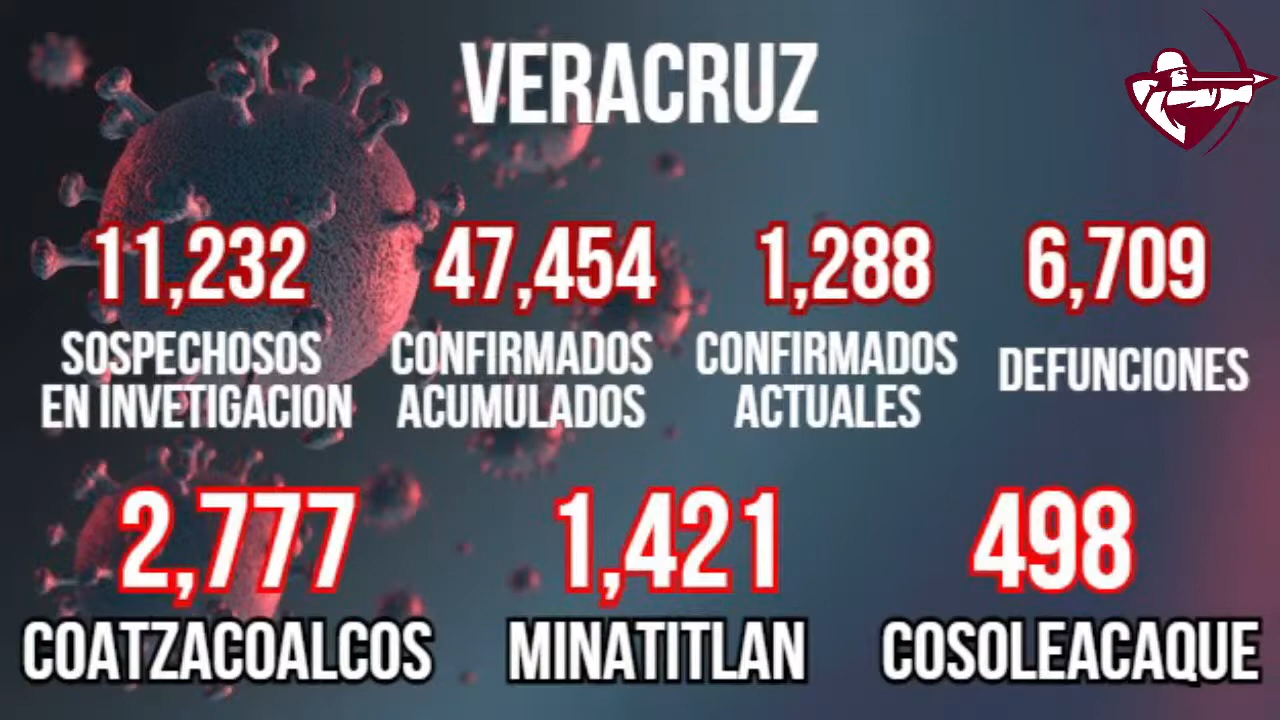 VERACRUZ
11,232 47,454 1,288 6,709
SOSPECHOSOS CONFIRMADOS CONFIRMADOS DEFUNCIONES
EN INVETIGACION ACUMULADOS ACTUALES
2,777 1,421 498
COATZACOALCOS MINATITLAN COSOLEACAQUE